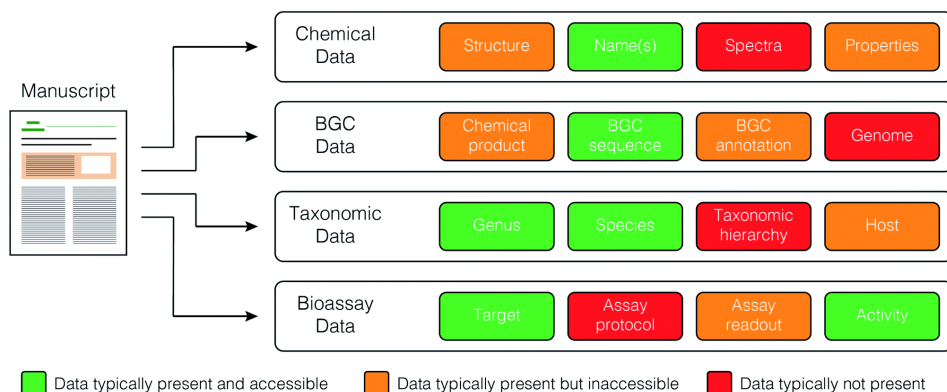 Manuscript
Chemical
Data
Structure
Name(s)
Spectra
Properties
BGC
Data
Chemical
product
BGC
sequence
BGC
annotation
Genome
Taxonomic
Data
Genus
Species
Taxonomic
hierarchy
Host
Bioassay
Data
Target
Assay
protocol
Assay
readout
Activity
Data typically present and accessible
Data typically present but inaccessible
Data typically not present